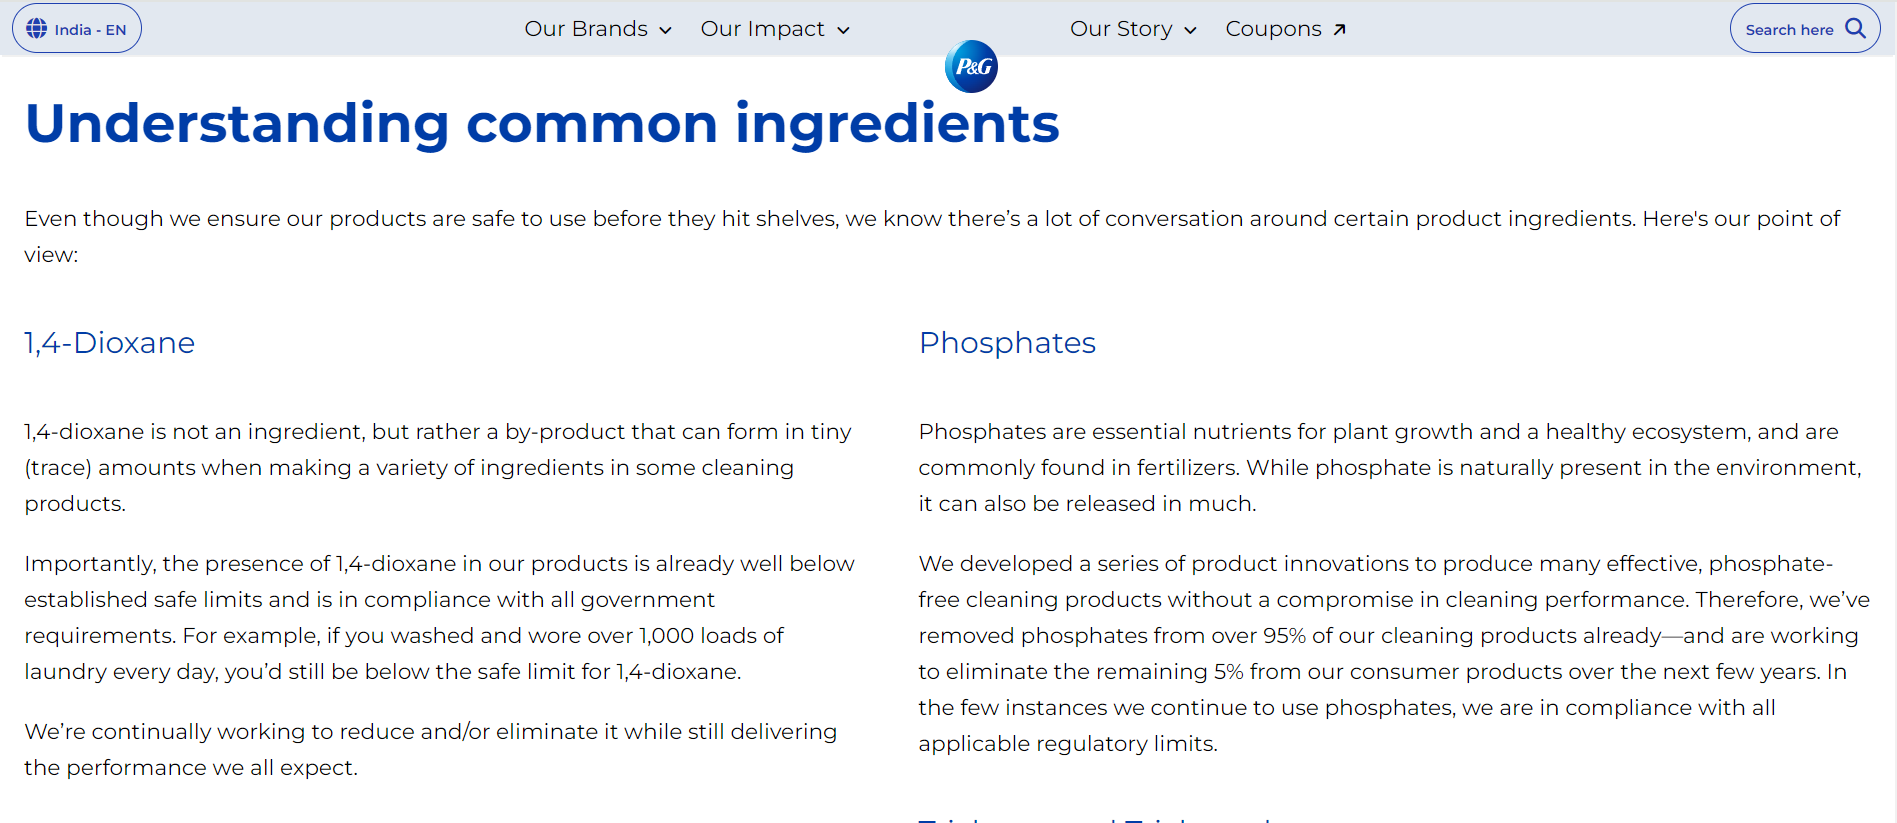 India - EN
Our Brands
Our Impact
P&G
Our Story
Coupons
Search here
Understanding common ingredients
Even though we ensure our products are safe to use before they hit shelves, we know there’s a lot of conversation around certain product ingredients. Here's our point of
view:
1,4-Dioxane
1,4-dioxane is not an ingredient, but rather a by-product that can form in tiny
(trace) amounts when making a variety of ingredients in some cleaning
products.
Importantly, the presence of 1,4-dioxane in our products is already well below
established safe limits and is in compliance with all government
requirements. For example, if you washed and wore over 1,000 loads of
laundry every day, you’d still be below the safe limit for 1,4-dioxane.
We’re continually working to reduce and/or eliminate it while still delivering
the performance we all expect.
Phosphates
Phosphates are essential nutrients for plant growth and a healthy ecosystem, and are
commonly found in fertilizers. While phosphate is naturally present in the environment,
it can also be released in much.
We developed a series of product innovations to produce many effective, phosphate-
free cleaning products without a compromise in cleaning performance. Therefore, we’ve
removed phosphates from over 95% of our cleaning products already—and are working
to eliminate the remaining 5% from our consumer products over the next few years. In
the few instances we continue to use phosphates, we are in compliance with all
applicable regulatory limits.